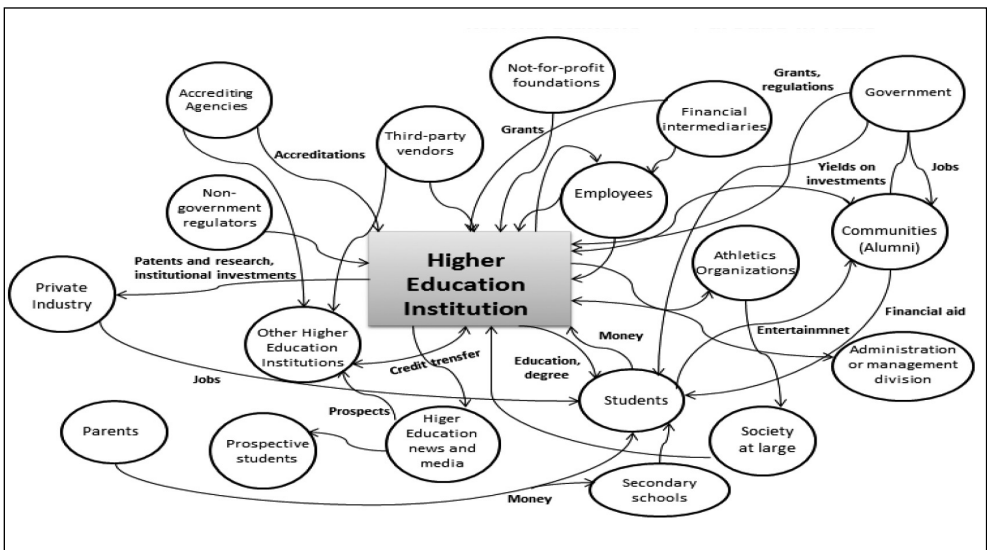 Not-for-profit
foundations
Grants,
regulations
Government
Accrediting
Agencies
Financial
intermediaries
Grants
Third-party
vendors
Accreditations
Yields on
investments
Jobs
Employees
Non-
government
regulators
Communities
(Alumni)
Athletics
Organizations
Higher
Education
Institution
Patents and research,
institutional investments
Private
Industry
Financial aid
Entertainmnet
Money
Other Higher
Education
Institutions
Credit transfer
Education,
degree
Administration
or management
division
Jobs
Students
Prospects
Parents
Prospective
students
Higer
Education
news and
media
Society
at large
Money
Secondary
schools